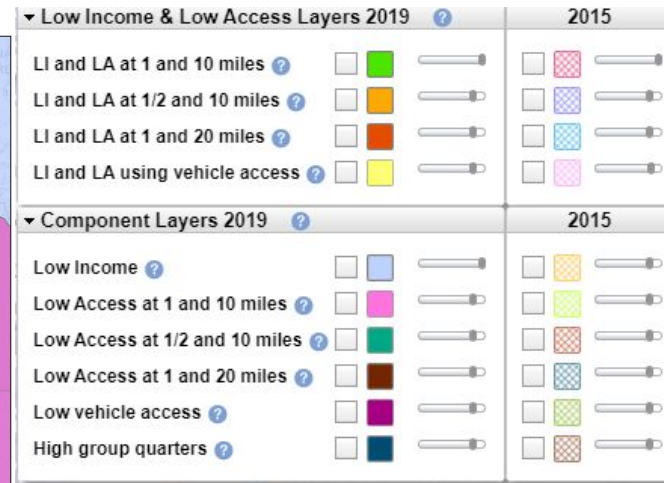 Low Income & Low Access Layers 2019 ? 2015
LI and LA at 1 and 10 miles ?
LI and LA at 1/2 and 10 miles ?
LI and LA at 1 and 20 miles ?
LI and LA using vehicle access ?
Component Layers 2019 ? 2015
Low Income ?
Low Access at 1 and 10 miles ?
Low Access at 1/2 and 10 miles ?
Low Access at 1 and 20 miles ?
Low vehicle access ?
High group quarters ?